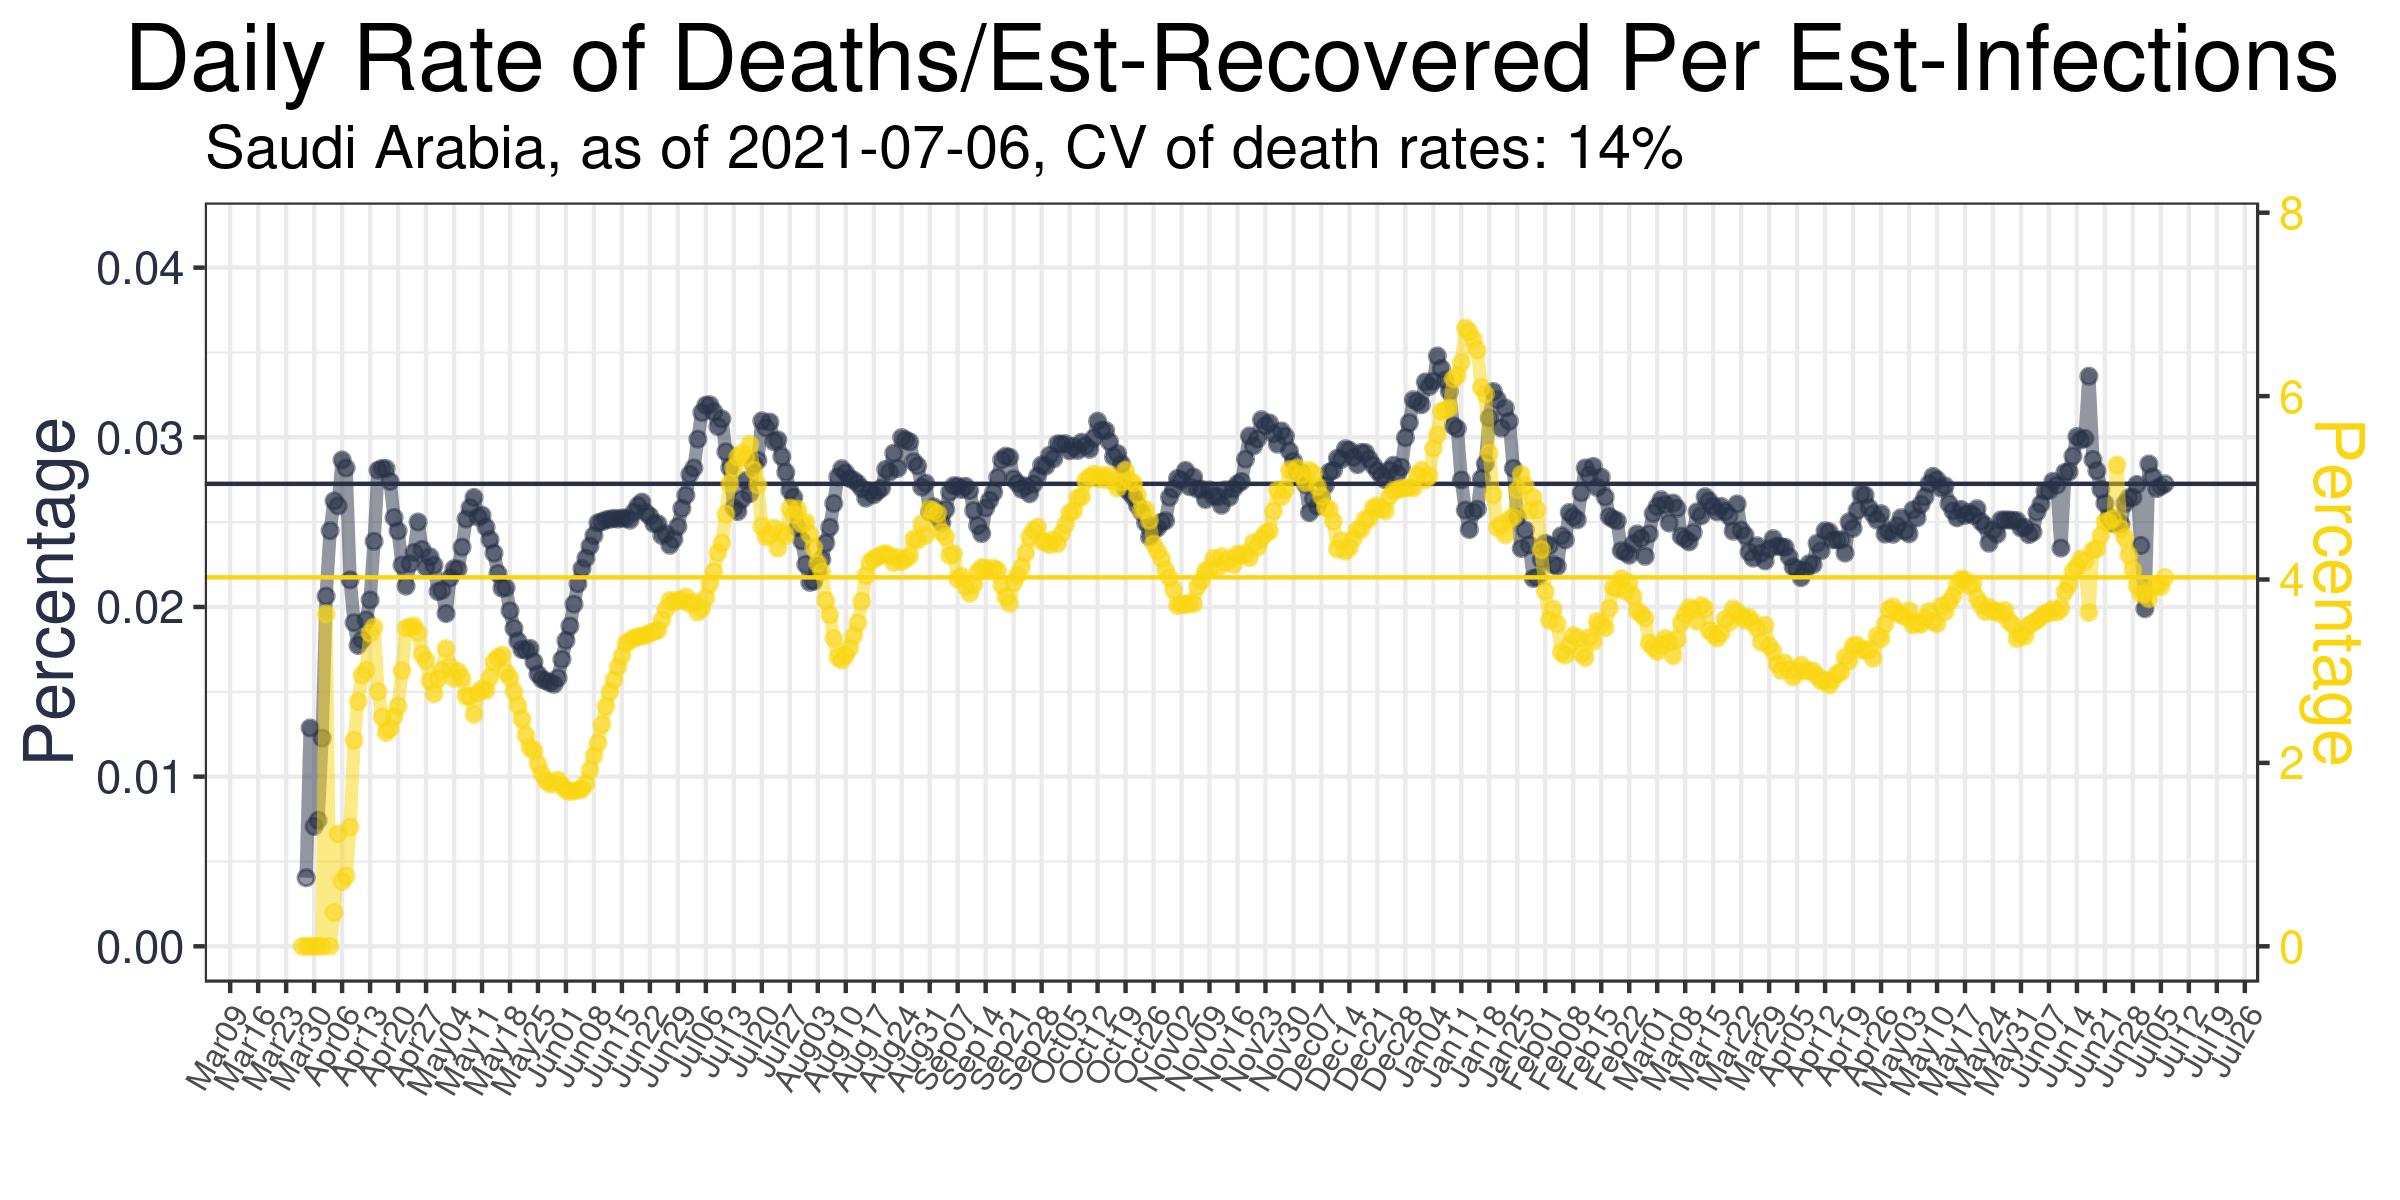 Daily Rate of Deaths/Est-Recovered Per Est-Infections
Saudi Arabia, as of 2021-07-06, CV of death rates: 14%
Percentage
0.04
0.03
0.02
0.01
0.00
8
6
4
2
0
Percentage
Mar09
Mar16
Mar23
Mar30
Apr06
Apr13
Apr20
Apr27
May04
May11
May18
May25
Jun01
Jun08
Jun15
Jun22
Jun29
Jul06
Jul13
Jul20
Jul27
Aug03
Aug10
Aug17
Aug24
Aug31
Sep07
Sep14
Sep21
Sep28
Oct05
Oct12
Oct19
Oct26
Nov02
Nov09
Nov16
Nov23
Nov30
Dec07
Dec14
Dec21
Dec28
Jan04
Jan11
Jan18
Jan25
Feb01
Feb08
Feb15
Feb22
Mar01
Mar08
Mar15
Mar22
Mar29
Apr05
Apr12
Apr19
Apr26
May03
May10
May17
May24
May31
Jun07
Jun14
Jun21
Jun28
Jul05
Jul12
Jul19
Jul26